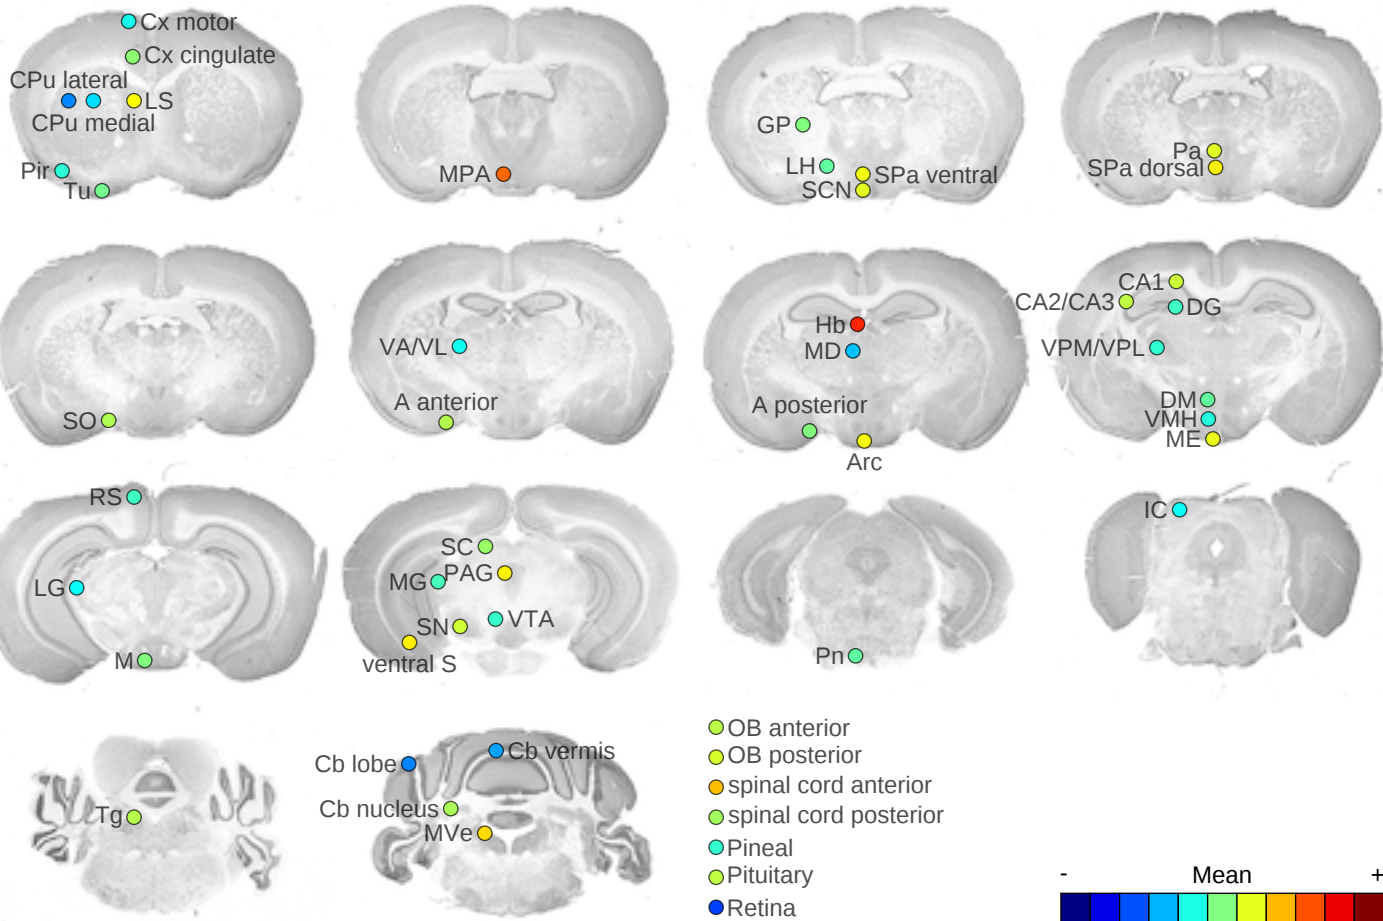 Cx motor
Cx cingulate
CPu lateral
LS
CPu medial
Pir
Tu
MPA
GP
LH
SPa ventral
SCN
Pa
SPa dorsal
SO
VA/VL
A anterior
Hb
MD
A posterior
Arc
CA1
CA2/CA3
DG
VPM/VPL
DM
VMH
ME
RS
LG
M
SC
PAG
MG
VTA
SN
ventral S
Pn
IC
Tg
Cb vermis
Cb lobe
Cb nucleus
MVe
OB anterior
OB posterior
spinal cord anterior
spinal cord posterior
Pineal
Pituitary
Retina
- Mean +